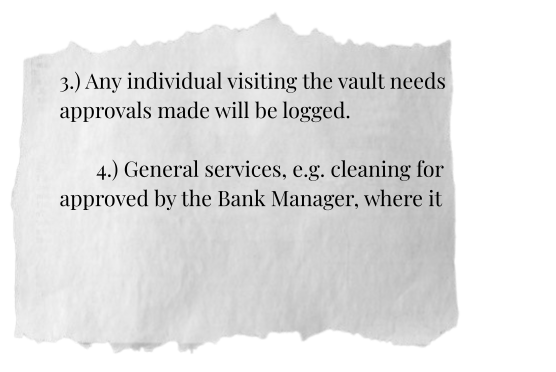 3.) Any individual visiting the vault needs
approvals made will be logged.
4.) General services, e.g. cleaning for
approved by the Bank Manager, where it